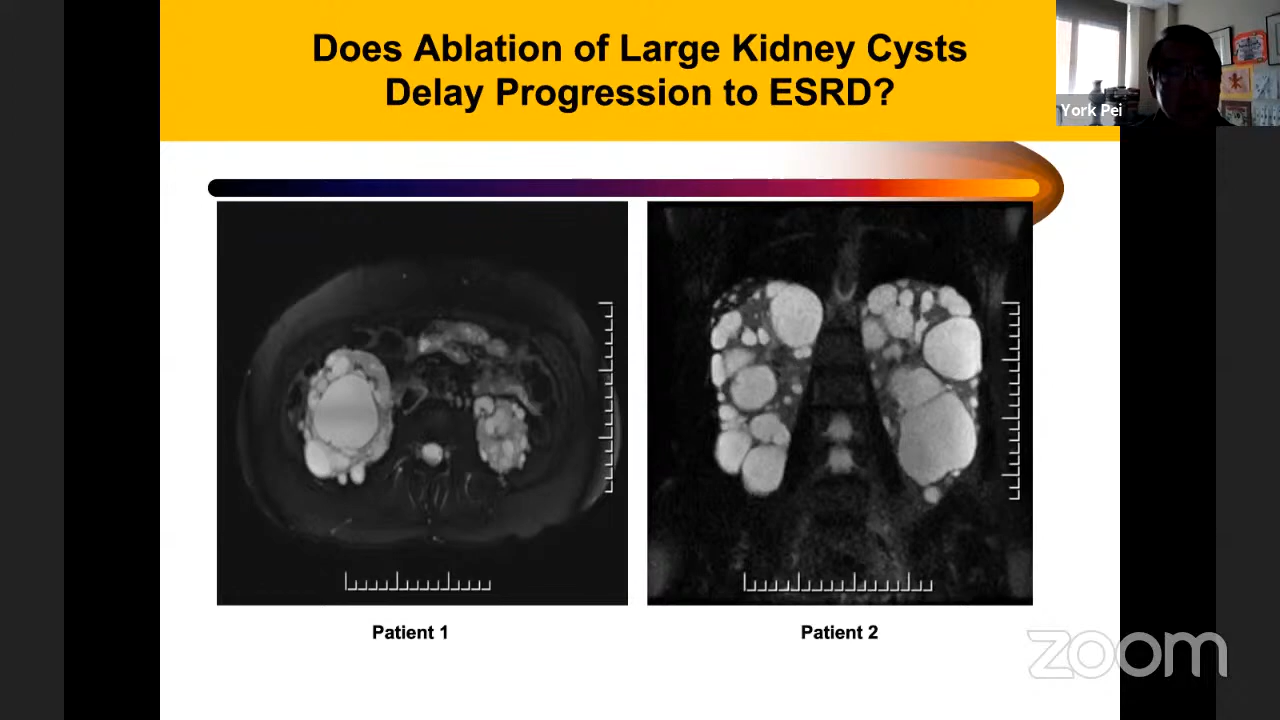 Does Ablation of Large Kidney Cysts
Delay Progression to ESRD?
York Pei
Patient 1
Patient 2
zoom